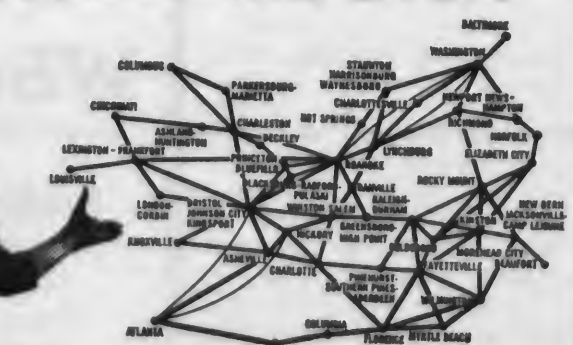 BALTIMORE
WASHINGTON
COLUMBUS
STAUNTON
HARRISONBURG
WAYNESBORO
PARKERSBURG-
MARIETTA
CHARLOTTESVILLE
NEWPORT NEWS-
HAMPTON
CINCINNATI
CHARLESTON
RICHMOND
HOT SPRINGS
NORFOLK
ASHLAND-
HUNTINGTON
BECKLEY
LYNCHBURG
ELIZABETH CITY
LEXINGTON-FRANKFORT
PRINCETON
BLUEFIELD
ROANOKE
LOUISVILLE
BLACKSBURG-RADFORD-
PULASKI
DANVILLE
ROCKY MOUNT
LONDON-
CORBIN
BRISTOL
JOHNSON CITY
KINGSPORT
WINSTON SALEM
RALEIGH-
DURHAM
NEW BERN
JACKSONVILLE-
CAMP LEJEUNE
KINSTON
GREENSBORO-
HIGH POINT
HICKORY
GOLDSBORO
KNOXVILLE
MOREHEAD CITY
BEAUFORT
ASHEVILLE
CHARLOTTE
PINEHURST-
SOUTHERN PINES-
ABERDEEN
FAYETTEVILLE
WILMINGTON
ATLANTA
COLUMBIA
FLORENCE
MYRTLE BEACH